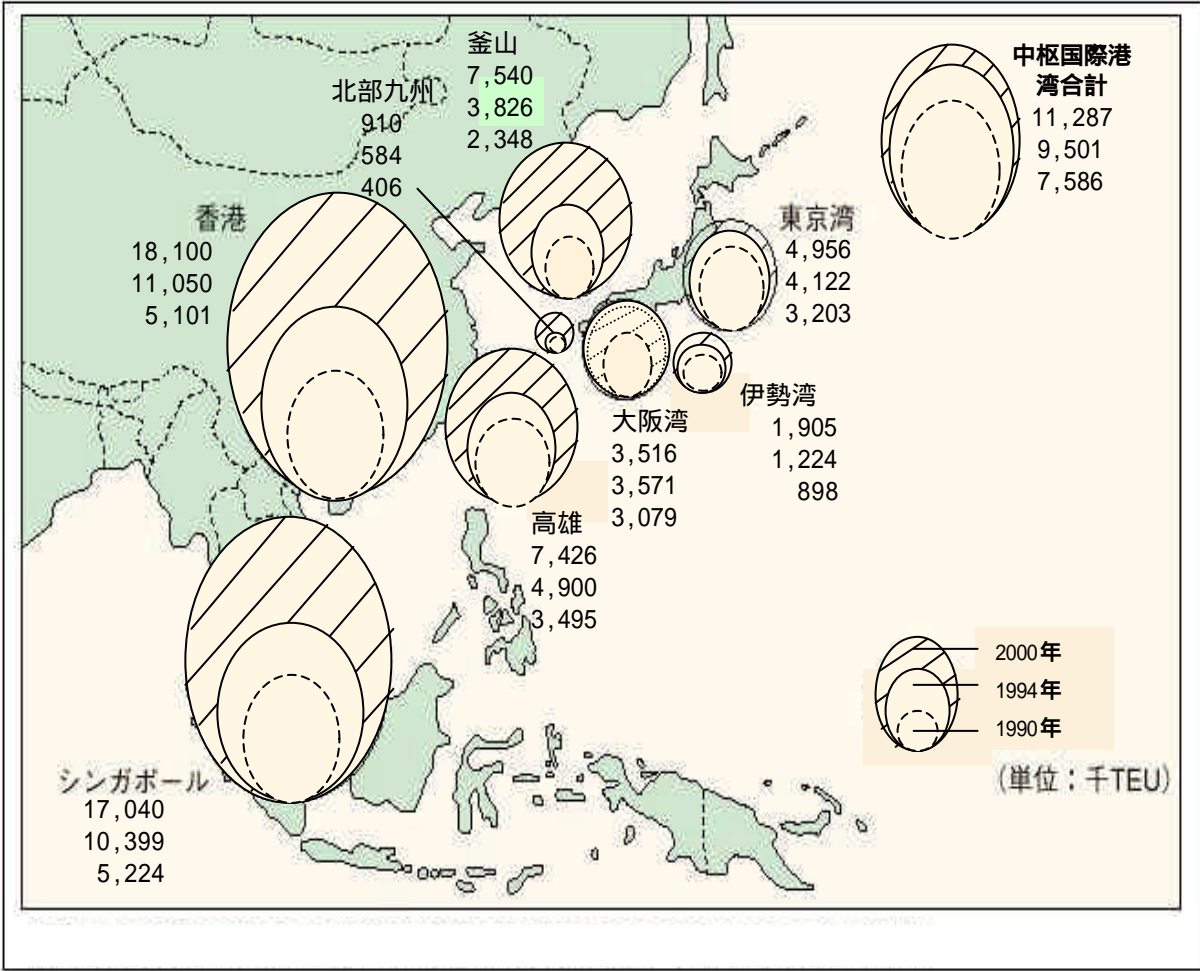 釜山
7,540
3,826
2,348
北部九州
910
584
406
中枢国際港
湾合計
11,287
9,501
7,586
香港
18,100
11,050
5,101
東京湾
4,956
4,122
3,203
伊勢湾
1,905
1,224
898
大阪湾
3,516
3,571
3,079
高雄
7,426
4,900
3,495
2000年
1994年
1990年
(単位：千TEU)
シンガポール
17,040
10,399
5,224